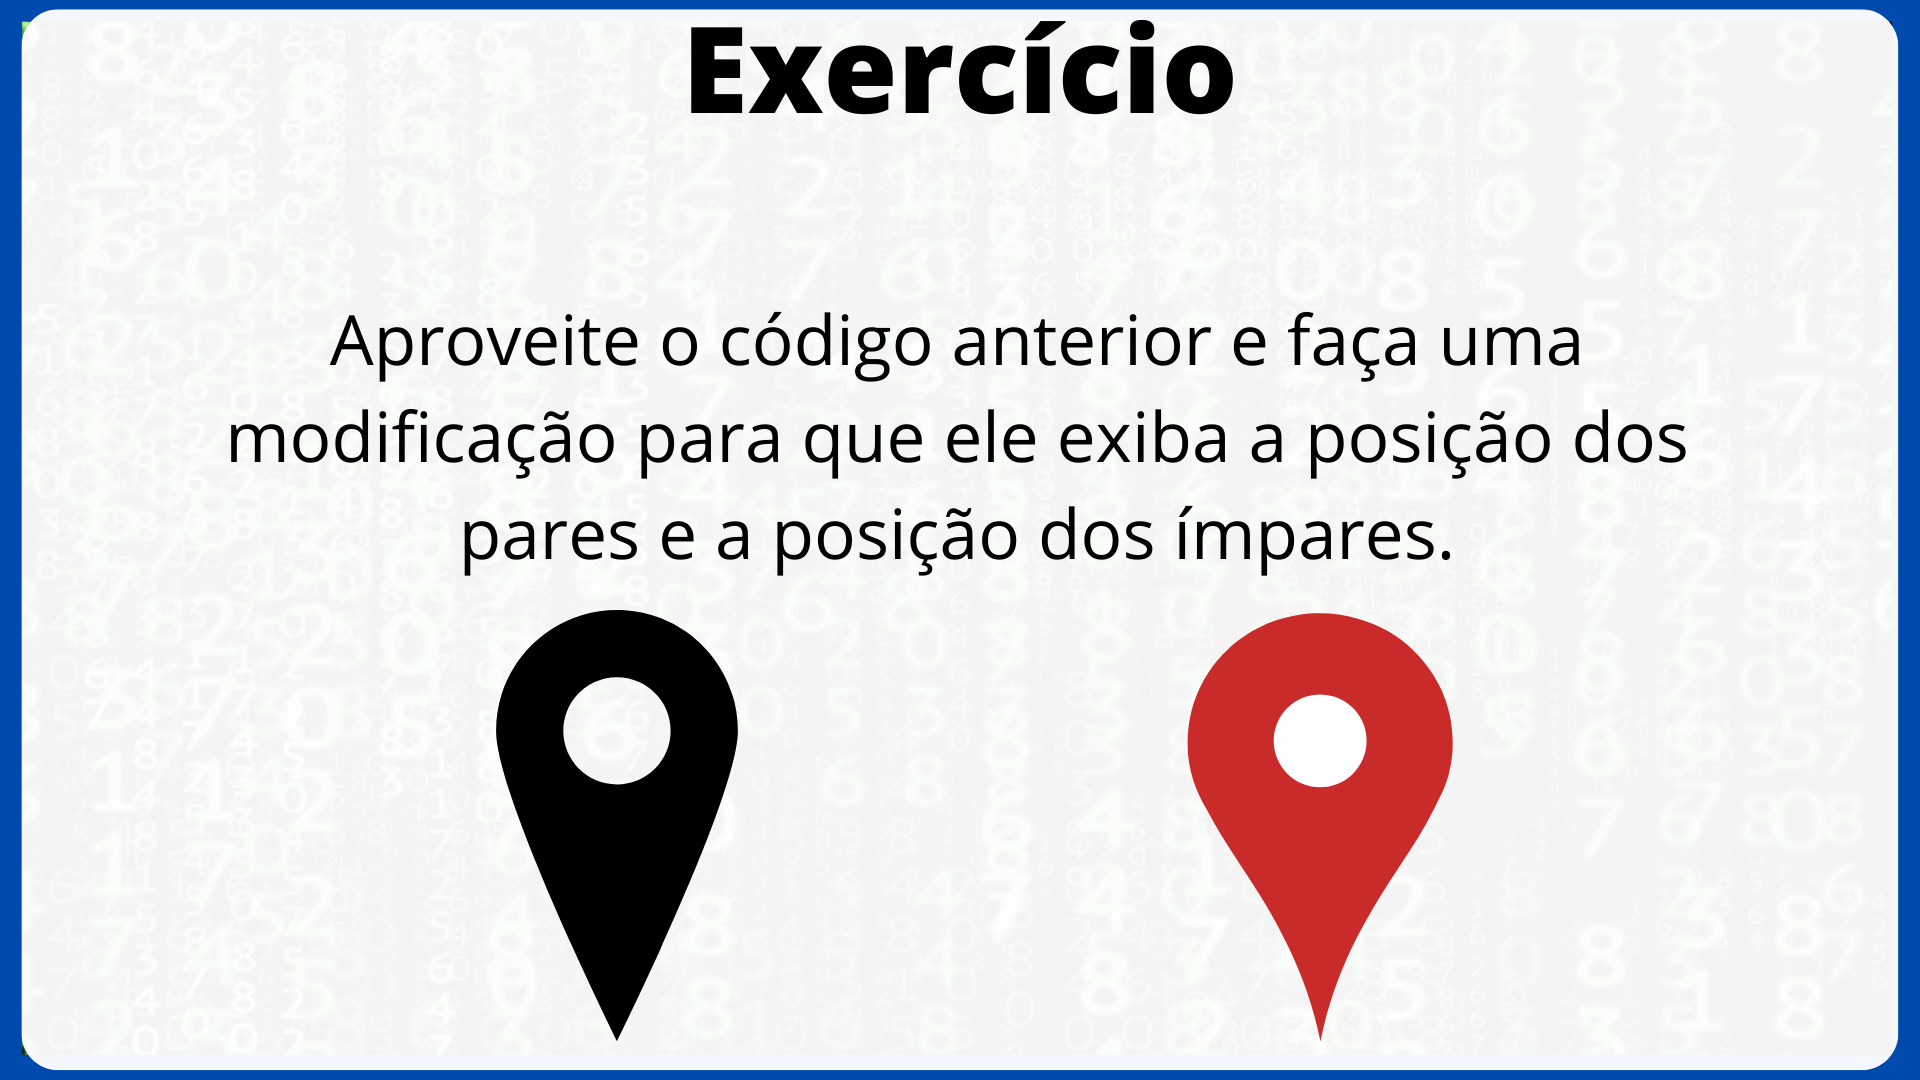 Exercício
Aproveite o código anterior e faça uma
modificação para que ele exiba a posição dos
pares e a posição dos ímpares.